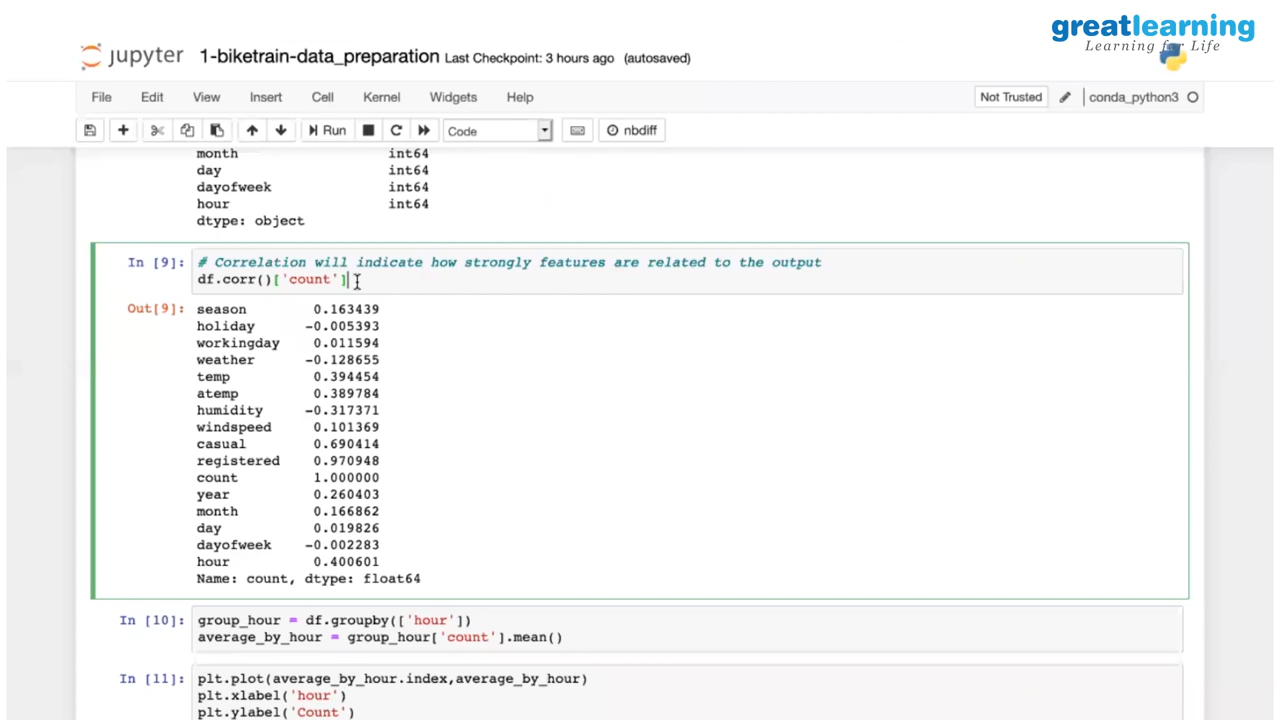 greatlearning
Learning for Life
jupyter 1-biketrain-data_preparation Last Checkpoint: 3 hours ago (autosaved)
File Edit View Insert Cell Kernel Widgets Help Not Trusted conda_python3
Run Code nbdiff
month int64
day int64
dayofweek int64
hour int64
dtype: object
In [9]: # Correlation will indicate how strongly features are related to the output
df.corr()['count']
Out[9]: season 0.163439
holiday -0.005393
workingday 0.011594
weather -0.128655
temp 0.394454
atemp 0.389784
humidity -0.317371
windspeed 0.101369
casual 0.690414
registered 0.970948
count 1.000000
year 0.260403
month 0.166862
day 0.019826
dayofweek -0.002283
hour 0.400601
Name: count, dtype: float64
In [10]: group_hour = df.groupby(['hour'])
average_by_hour = group_hour['count'].mean()
In [11]: plt.plot(average_by_hour.index,average_by_hour)
plt.xlabel('hour')
plt.ylabel('Count')